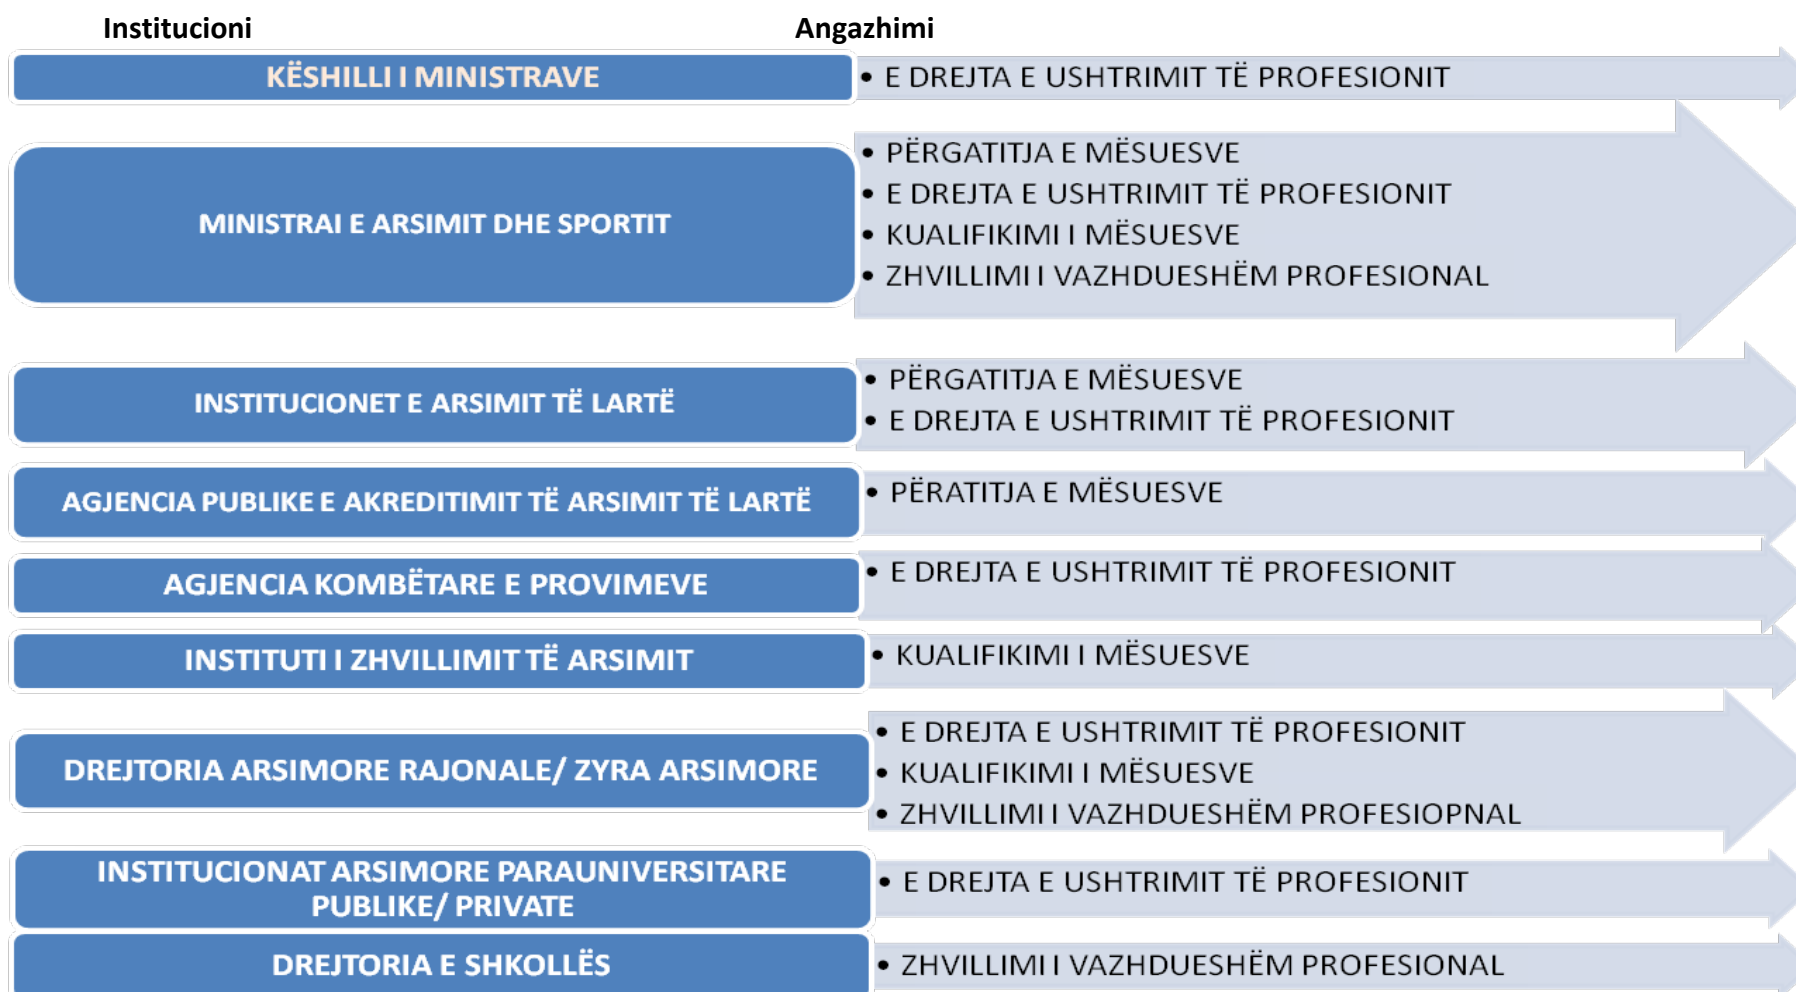 Institucioni Angazhimi
KËSHILLI I MINISTRAVE
• E DREJTA E USHTRIMIT TË PROFESIONIT
MINISTRAI E ARSIMIT DHE SPORTIT
• PËRGATITJA E MËSUESVE
• E DREJTA E USHTRIMIT TË PROFESIONIT
• KUALIFIKIMI I MËSUESVE
• ZHVILLIMI I VAZHDUESHËM PROFESIONAL
INSTITUCIONET E ARSIMIT TË LARTË
• PËRGATITJA E MËSUESVE
• E DREJTA E USHTRIMIT TË PROFESIONIT
AGJENCIA PUBLIKE E AKREDITIMIT TË ARSIMIT TË LARTË
• PËRATITJA E MËSUESVE
AGJENCIA KOMBËTARE E PROVIMEVE
• E DREJTA E USHTRIMIT TË PROFESIONIT
INSTITUTI I ZHVILLIMIT TË ARSIMIT
• KUALIFIKIMI I MËSUESVE
DREJTORIA ARSIMORE RAJONALE/ ZYRA ARSIMORE
• E DREJTA E USHTRIMIT TË PROFESIONIT
• KUALIFIKIMI I MËSUESVE
• ZHVILLIMI I VAZHDUESHËM PROFESIOPNAL
INSTITUCIONAT ARSIMORE PARAUNIVERSITARE
PUBLIKE/ PRIVATE
• E DREJTA E USHTRIMIT TË PROFESIONIT
DREJTORIA E SHKOLLËS
• ZHVILLIMI I VAZHDUESHËM PROFESIONAL